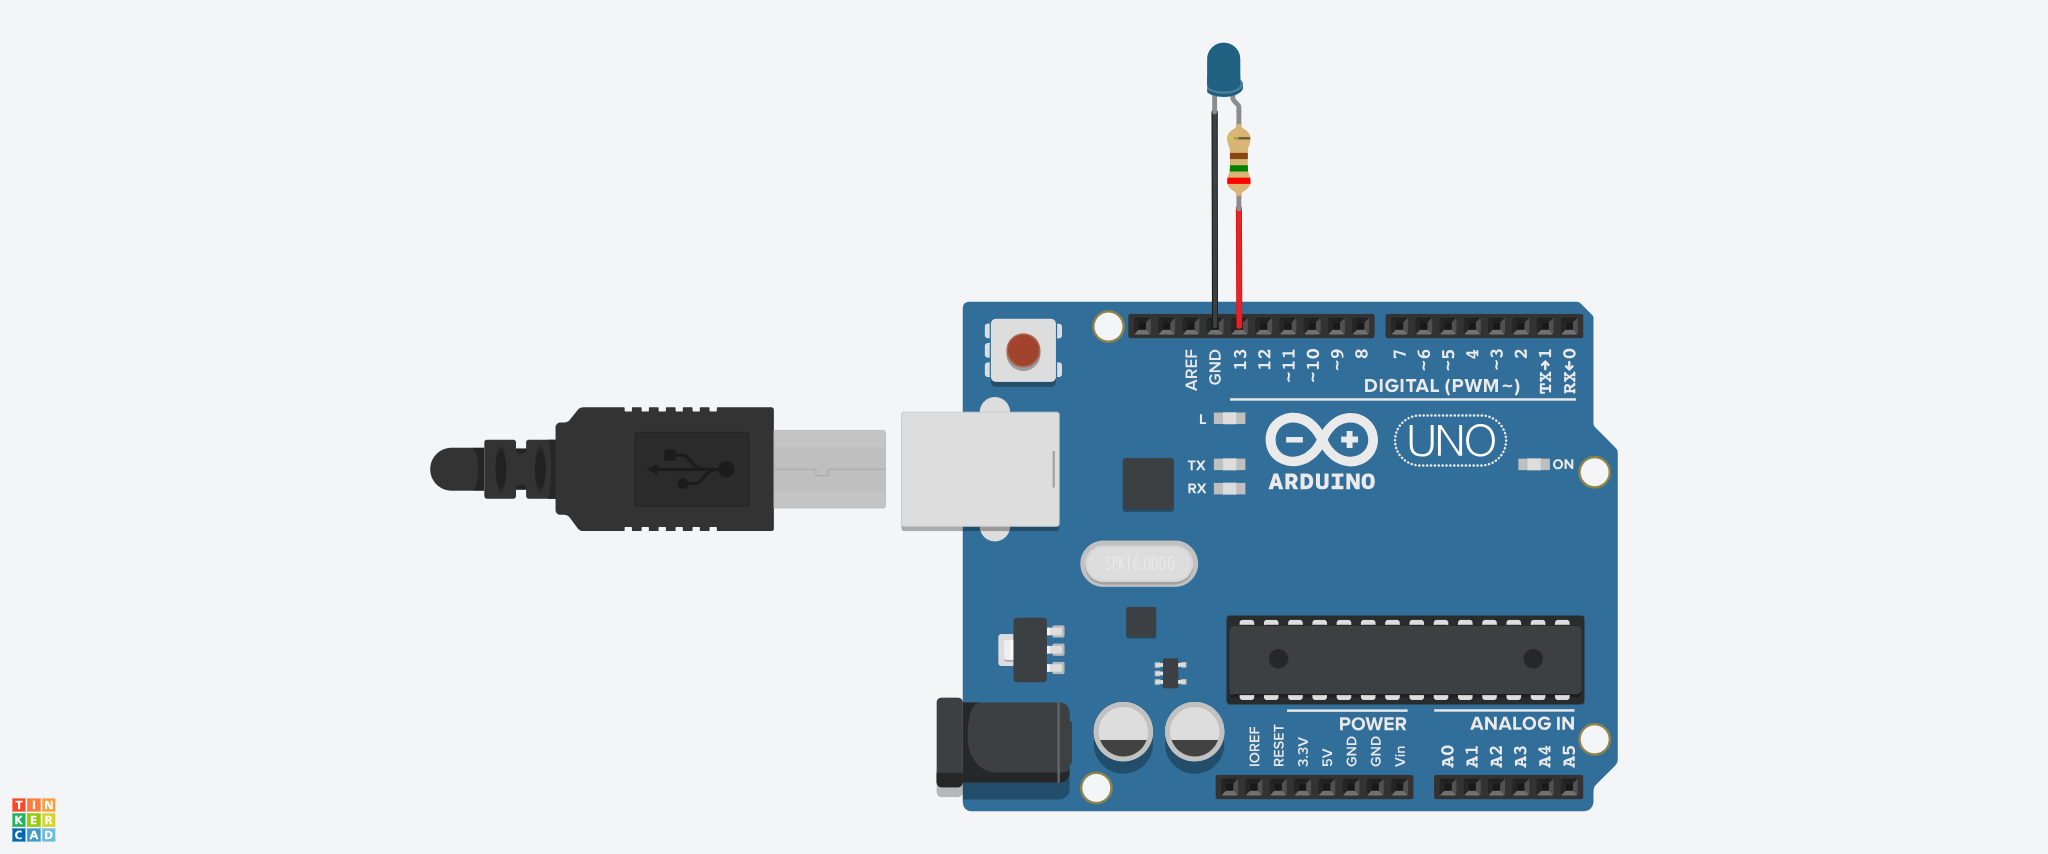 AREF
GND
13
12
~11
~10
~9
8
7
~6
~5
4
~3
2
TX→1
RX←0
DIGITAL (PWM~)
L
TX
RX
ARDUINO
UNO
ON
SPK16.000G
POWER
ANALOG IN
IOREF
RESET
3.3V
5V
GND
GND
Vin
A0
A1
A2
A3
A4
A5
TIN
KER
CAD